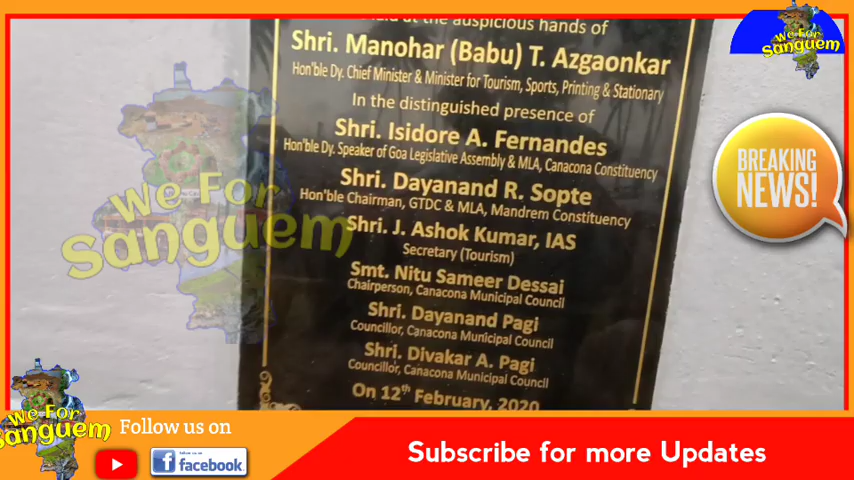 at the auspicious hands of
Shri. Manohar (Babu) T. Azgaonkar
Hon'ble Dy. Chief Minister & Minister for Tourism, Sports, Printing & Stationary
In the distinguished presence of
Shri. Isidore A. Fernandes
Hon'ble Dy. Speaker of Goa Legislative Assembly & MLA, Canacona Constituency
Shri. Dayanand R. Sopte
Hon'ble Chairman, GTDC & MLA, Mandrem Constituency
Shri. J. Ashok Kumar, IAS
Secretary (Tourism)
Smt. Nitu Sameer Dessai
Chairperson, Canacona Municipal Council
Shri. Dayanand Pagi
Councillor, Canacona Municipal Council
Shri. Divakar A. Pagi
Councillor, Canacona Municipal Council
On 12th February, 2020
We For
Sanguem
We For
Sanguem
BREAKING
NEWS!
We For
Sanguem
Follow us on
facebook
Subscribe for more Updates